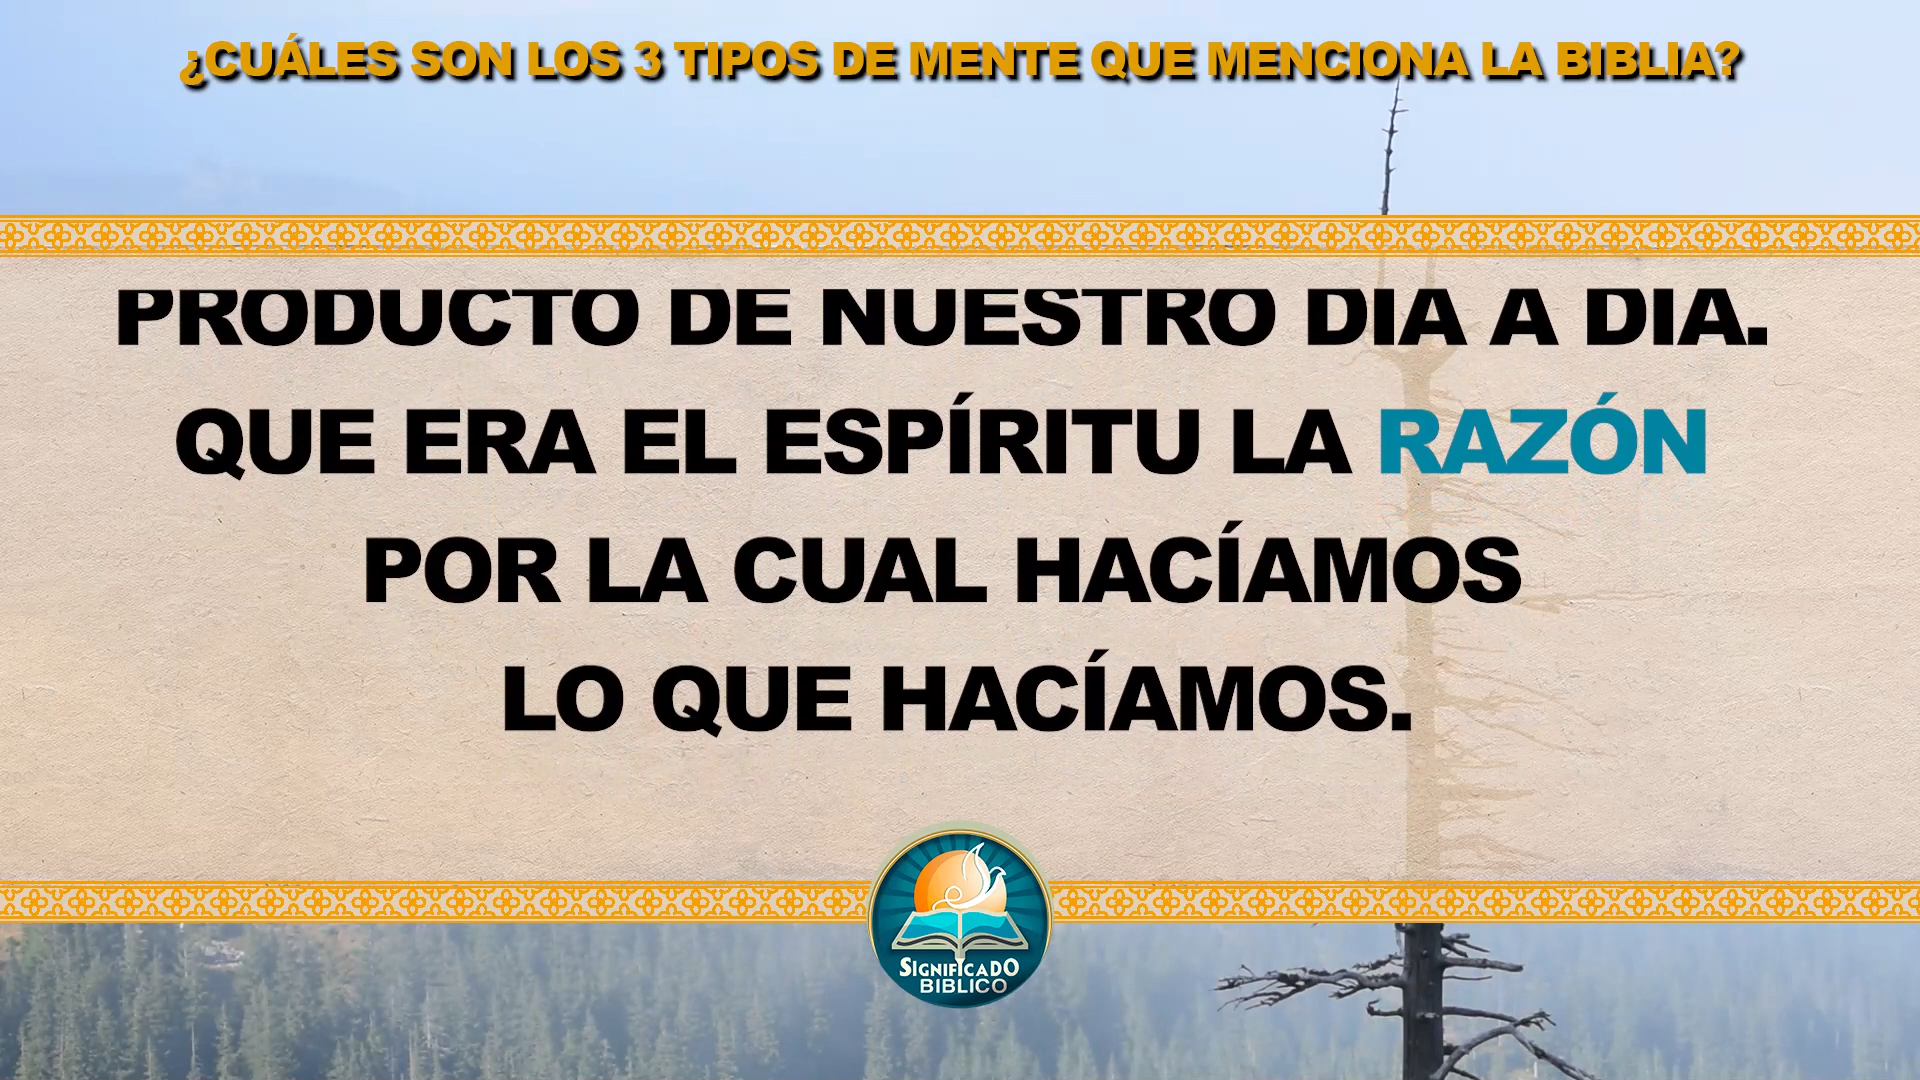 ¿CUÁLES SON LOS 3 TIPOS DE MENTE QUE MENCIONA LA BIBLIA?
PRODUCTO DE NUESTRO DIA A DIA.
QUE ERA EL ESPÍRITU LA RAZÓN
POR LA CUAL HACÍAMOS
LO QUE HACÍAMOS.
SIGNIFICADO
BIBLICO